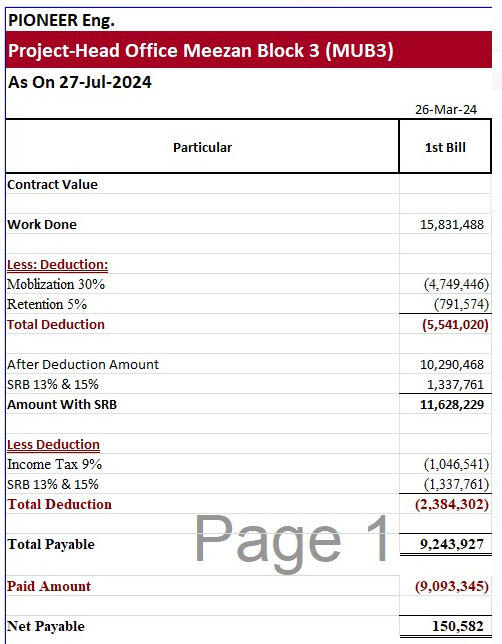 PIONEER Eng.
Project-Head Office Meezan Block 3 (MUB3)
As On 27-Jul-2024
26-Mar-24
Particular 1st Bill
Contract Value
Work Done 15,831,488
Less: Deduction:
Moblization 30% (4,749,446)
Retention 5% (791,574)
Total Deduction (5,541,020)
After Deduction Amount 10,290,468
SRB 13% & 15% 1,337,761
Amount With SRB 11,628,229
Less Deduction
Income Tax 9% (1,046,541)
SRB 13% & 15% (1,337,761)
Total Deduction (2,384,302)
Page 1
Total Payable 9,243,927
Paid Amount (9,093,345)
Net Payable 150,582